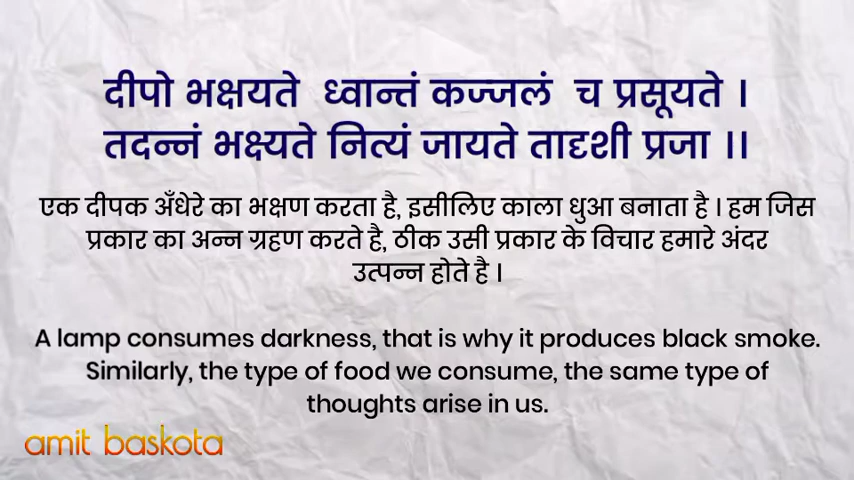 दीपो भक्षयते ध्वान्तं कज्जलं च प्रसूयते ।
तदन्नं भक्ष्यते नित्यं जायते तादृशी प्रजा ।।
एक दीपक अँधेरे का भक्षण करता है, इसीलिए काला धुआ बनाता है । हम जिस
प्रकार का अन्न ग्रहण करते है, ठीक उसी प्रकार के विचार हमारे अंदर
उत्पन्न होते है ।
A lamp consumes darkness, that is why it produces black smoke.
Similarly, the type of food we consume, the same type of
thoughts arise in us.
amit baskota